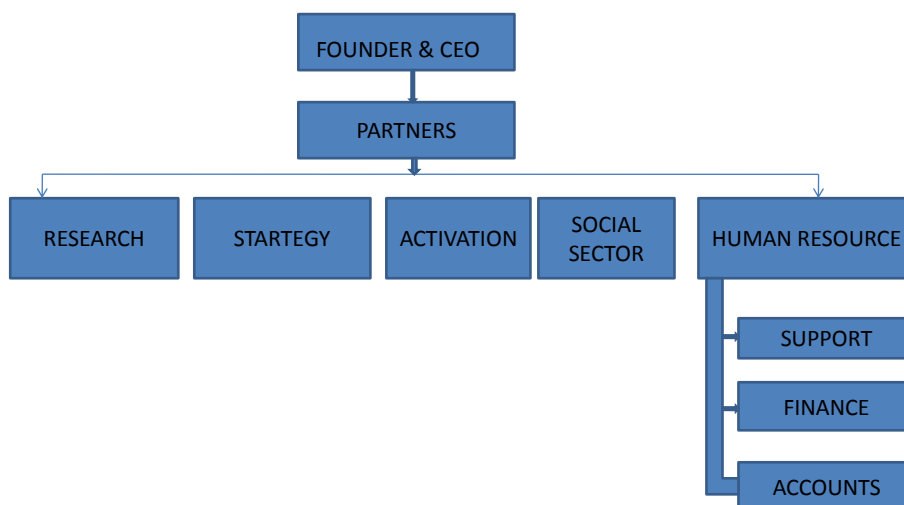 FOUNDER & CEO
PARTNERS
RESEARCH
STARTEGY
ACTIVATION
SOCIAL
SECTOR
HUMAN RESOURCE
SUPPORT
FINANCE
ACCOUNTS